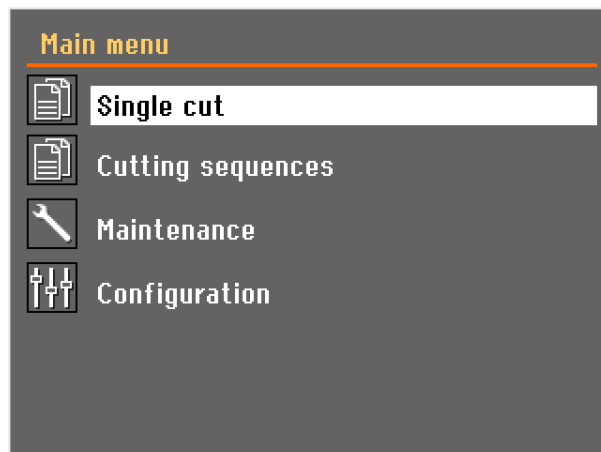 Main menu
Single cut
Cutting sequences
Maintenance
Configuration